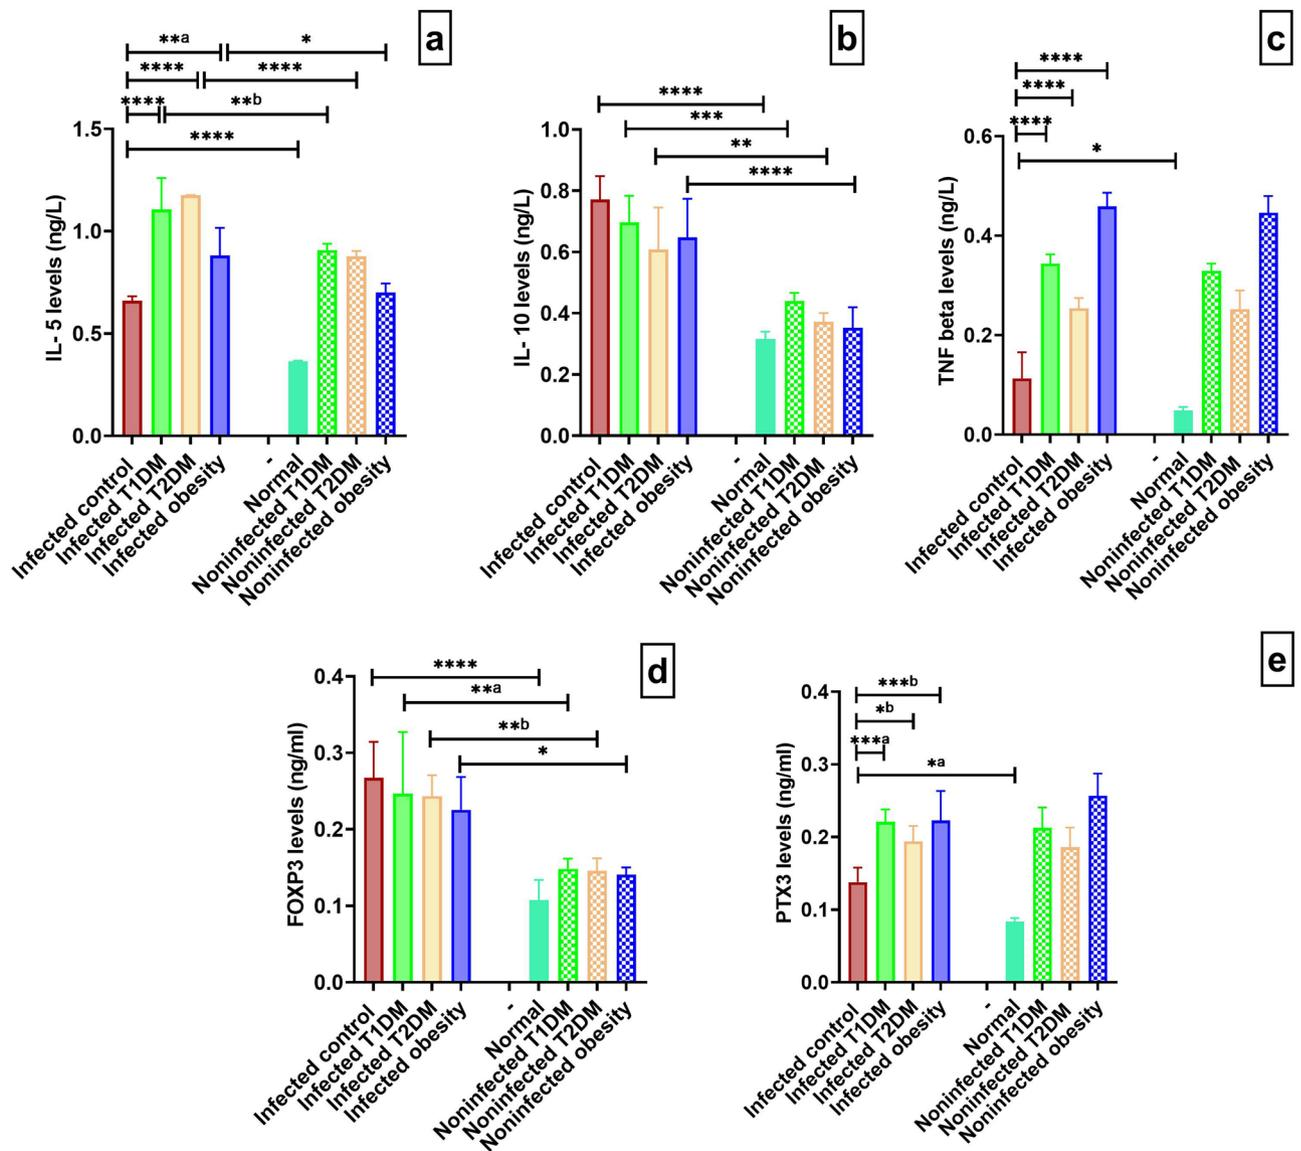 a
**a
*
****
****
****
**b
****
1.5
1.0
0.5
0.0
IL- 5 levels (ng/L)
Infected control
Infected T1DM
Infected T2DM
Infected obesity
-
Normal
Noninfected T1DM
Noninfected T2DM
Noninfected obesity
b
****
***
**
****
1.0
0.8
0.6
0.4
0.2
0.0
IL- 10 levels (ng/L)
Infected control
Infected T1DM
Infected T2DM
Infected obesity
-
Normal
Noninfected T1DM
Noninfected T2DM
Noninfected obesity
c
****
****
****
*
0.6
0.4
0.2
0.0
TNF beta levels (ng/L)
Infected control
Infected T1DM
Infected T2DM
Infected obesity
-
Normal
Noninfected T1DM
Noninfected T2DM
Noninfected obesity
d
****
**a
**b
*
0.4
0.3
0.2
0.1
0.0
FOXP3 levels (ng/ml)
Infected control
Infected T1DM
Infected T2DM
Infected obesity
-
Normal
Noninfected T1DM
Noninfected T2DM
Noninfected obesity
e
***b
*b
***a
*a
0.4
0.3
0.2
0.1
0.0
PTX3 levels (ng/ml)
Infected control
Infected T1DM
Infected T2DM
Infected obesity
-
Normal
Noninfected T1DM
Noninfected T2DM
Noninfected obesity